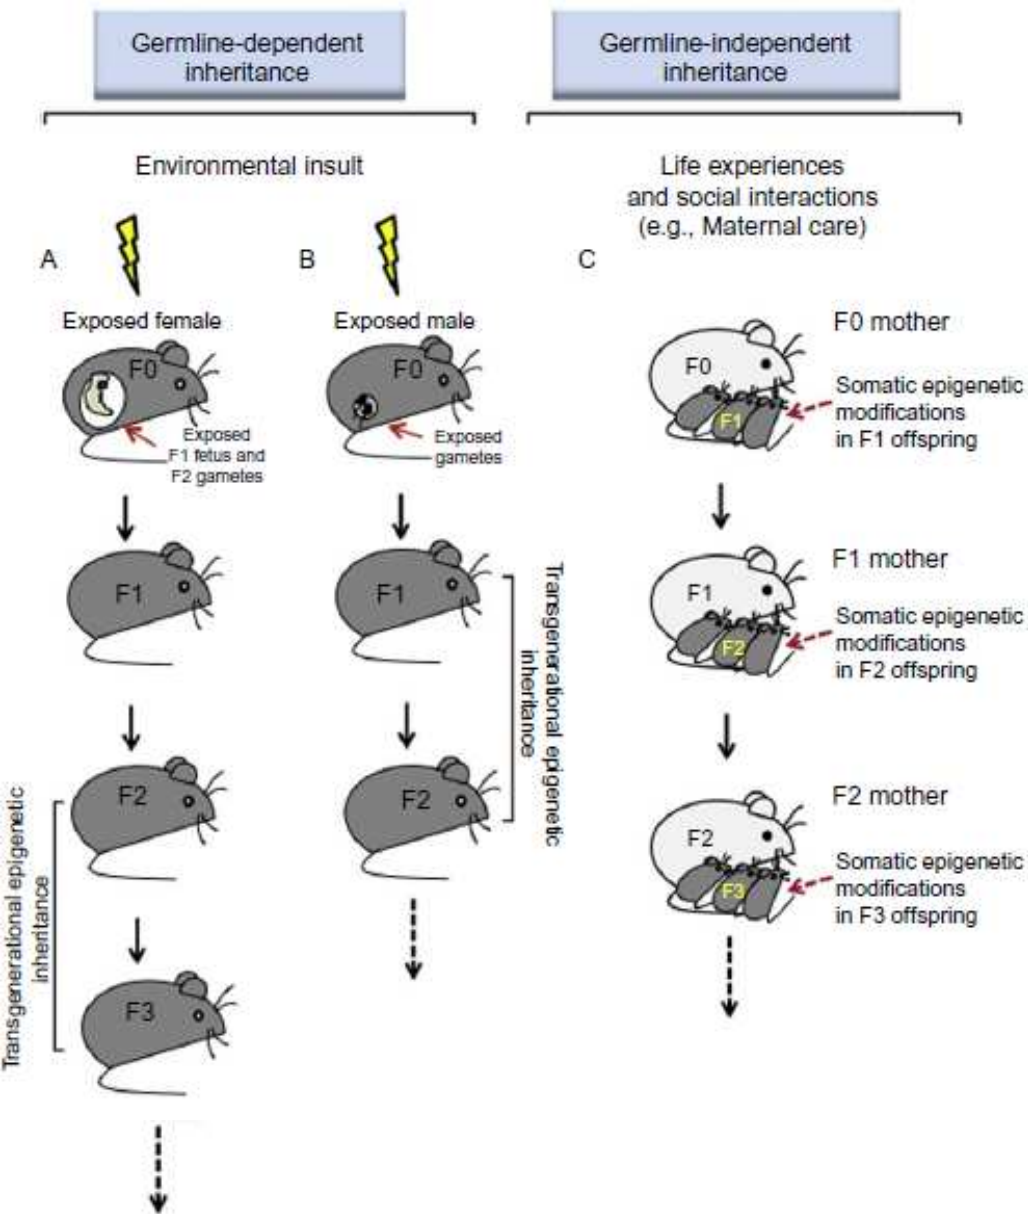 Germline-dependent
inheritance
Germline-independent
inheritance
Environmental insult
Life experiences
and social interactions
(e.g., Maternal care)
A
B
C
Exposed female
F0
Exposed
F1 fetus and
F2 gametes
F1
F2
F3
Transgenerational epigenetic
inheritance
Exposed male
F0
Exposed
gametes
F1
F2
Transgenerational epigenetic
inheritance
F0 mother
F0
F1
Somatic epigenetic
modifications
in F1 offspring
F1 mother
F1
F2
Somatic epigenetic
modifications
in F2 offspring
F2 mother
F2
F3
Somatic epigenetic
modifications
in F3 offspring